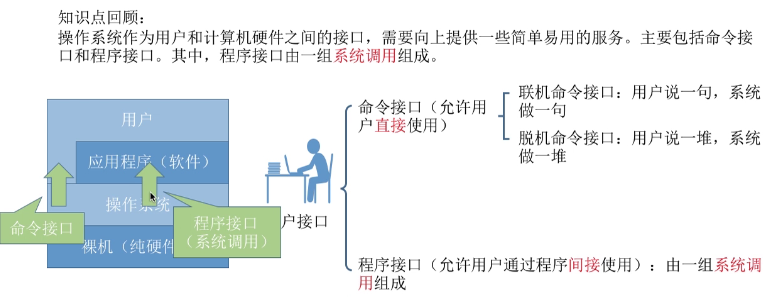 知识点回顾：
操作系统作为用户和计算机硬件之间的接口，需要向上提供一些简单易用的服务。主要包括命令接
口和程序接口。其中，程序接口由一组系统调用组成。
用户
应用程序（软件）
操作系统
裸机（纯硬件
命令接口
程序接口
（系统调用）
户接口
命令接口（允许用
户直接使用）
联机命令接口：用户说一句，系统
做一句
脱机命令接口：用户说一堆，系统
做一堆
程序接口（允许用户通过程序间接使用）：由一组系统调
用组成